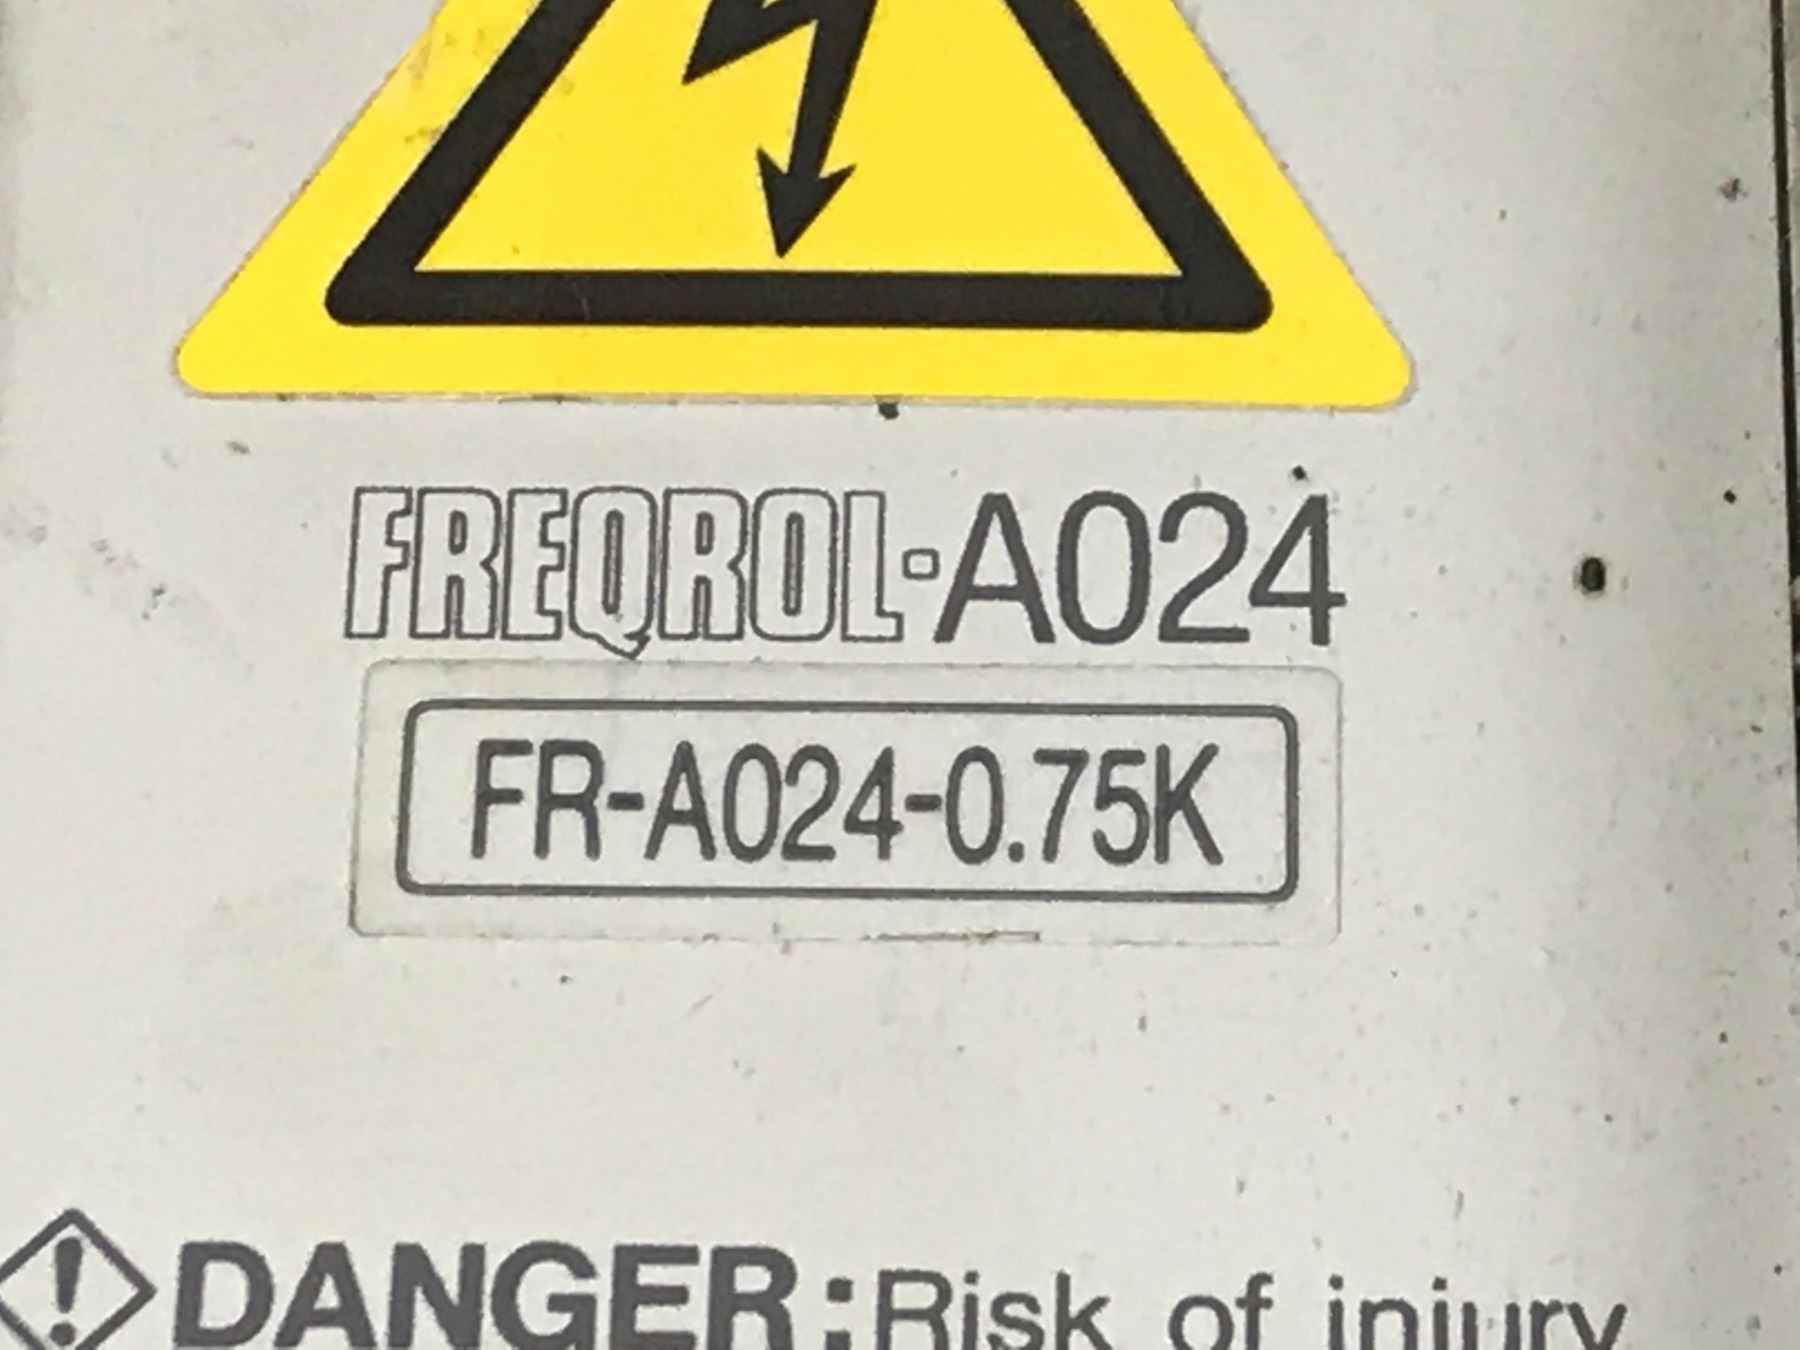 FREQROL-A024
FR-A024-0.75K
DANGER: Risk of injury